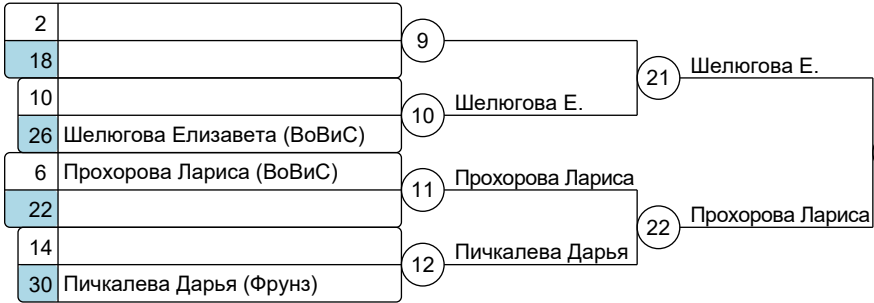 2
9
18
21
Шелюгова Е.
10
10
Шелюгова Е.
26 Шелюгова Елизавета (ВоВиС)
6 Прохорова Лариса (ВоВиС)
11
Прохорова Лариса
22
22
Прохорова Лариса
14
12
Пичкалева Дарья
30 Пичкалева Дарья (Фрунз)